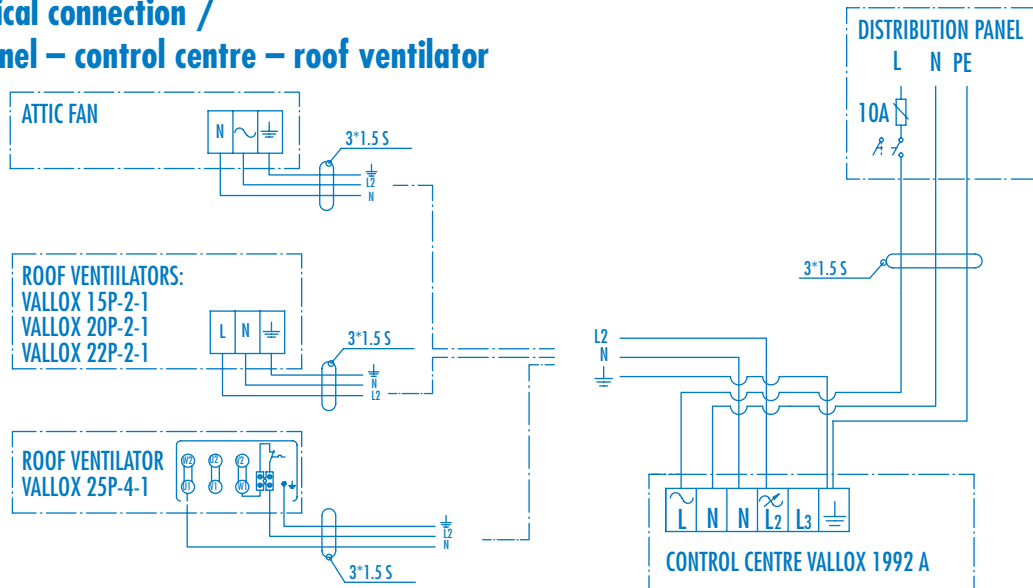 ical connection /
nel – control centre – roof ventilator
DISTRIBUTION PANEL
L N PE
10A
3*1.5 S
ATTIC FAN
N
3*1.5 S
L2
N
ROOF VENTIILATORS:
VALLOX 15P-2-1
VALLOX 20P-2-1
VALLOX 22P-2-1
L N
3*1.5 S
N
L2
L2
N
ROOF VENTILATOR
VALLOX 25P-4-1
W2 U2 V2
U1 V1 W1
L2
N
3*1.5 S
L N N L2 L3
CONTROL CENTRE VALLOX 1992 A